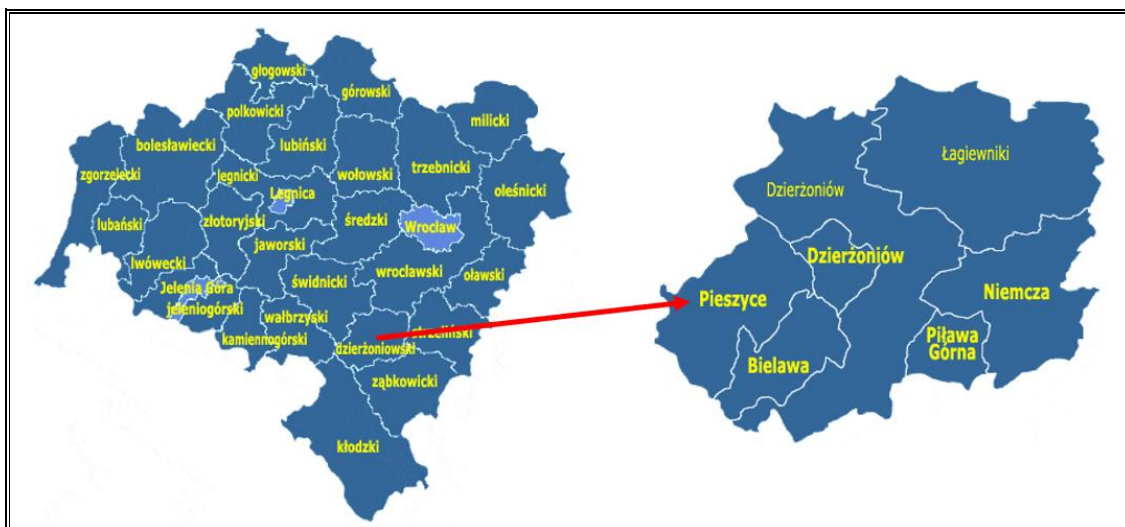 głogowski
górowski
polkowicki
milicki
bolesławiecki
lubiński
trzebnicki
zgorzelecki
legnicki
wołowski
oleśnicki
Legnica
lubański
złotoryjski
średzki
Wrocław
jaworski
lwówecki
świdnicki
wrocławski
oławski
Jelenia Góra
jeleniogórski
wałbrzyski
kamiennogórski
strzeliński
dzierżoniowski
ząbkowicki
kłodzki
Łagiewniki
Dzierżoniów
Dzierżoniów
Pieszyce
Niemcza
Piława
Górna
Bielawa